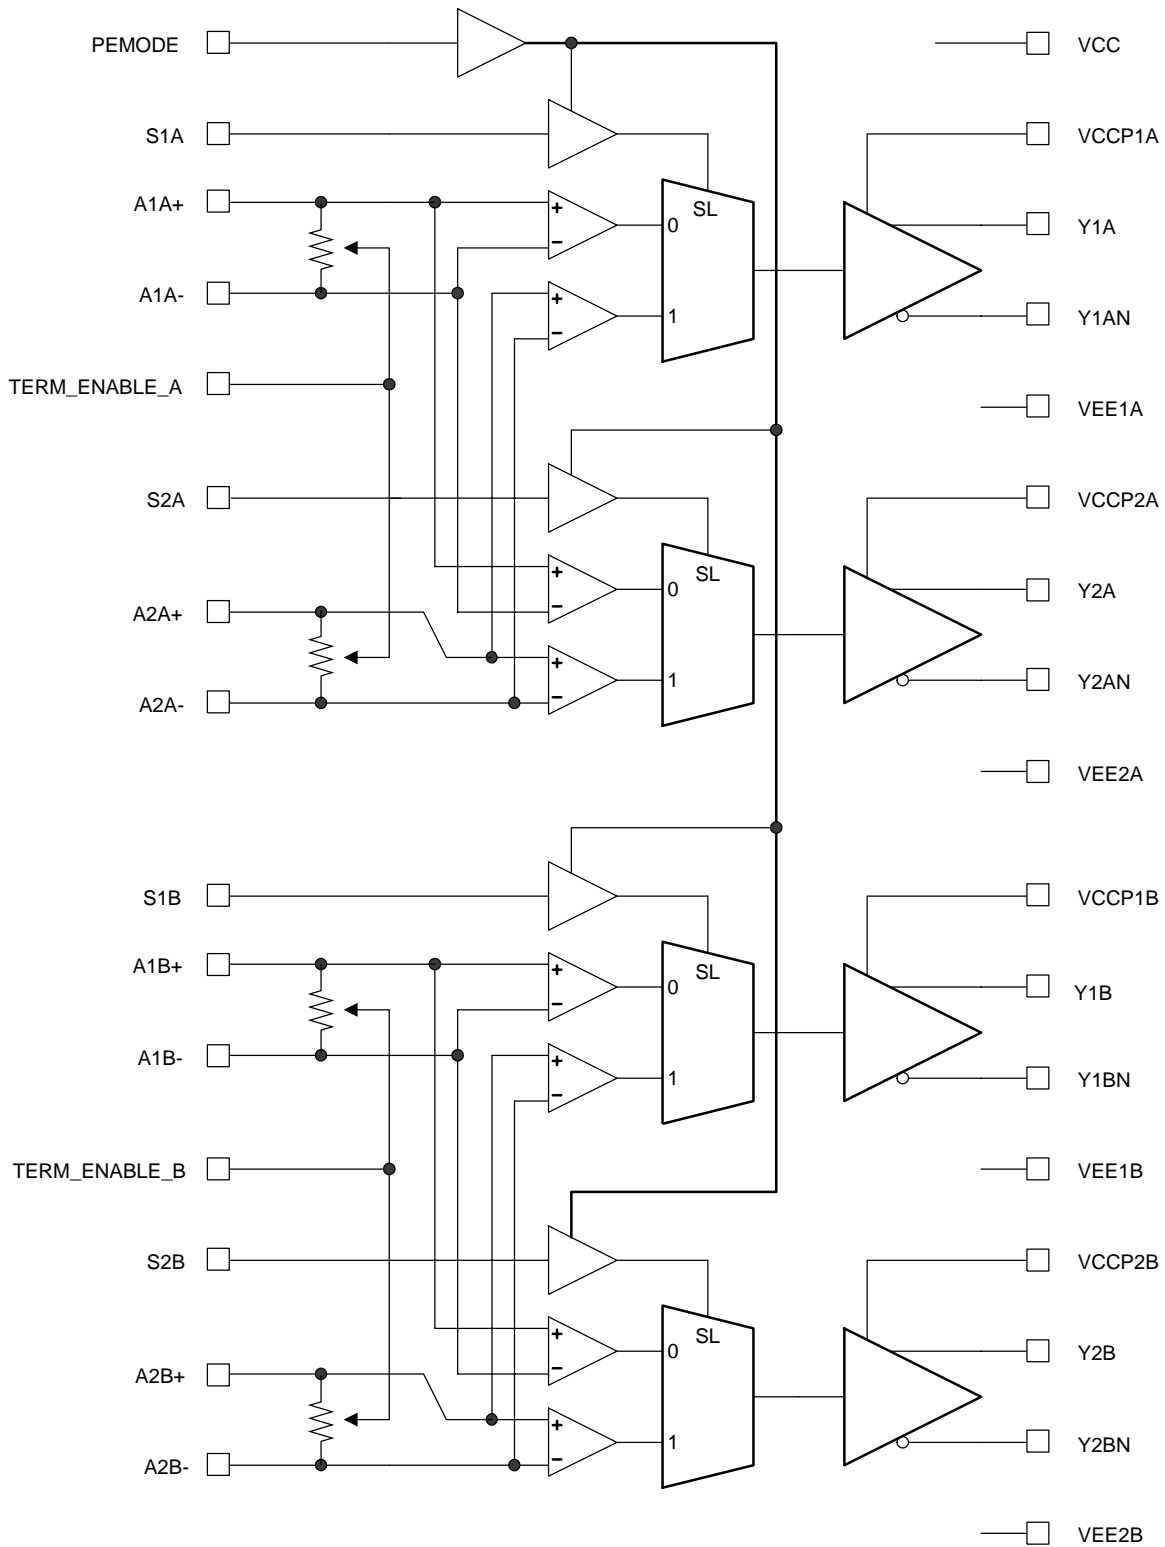 PEMODE
VCC
S1A
VCCP1A
A1A+
+
SL
0
Y1A
−
A1A-
+
1
Y1AN
−
TERM_ENABLE_A
VEE1A
S2A
VCCP2A
+
SL
0
Y2A
A2A+
−
+
1
Y2AN
A2A-
−
VEE2A
S1B
VCCP1B
A1B+
+
SL
0
Y1B
−
A1B-
+
1
Y1BN
−
TERM_ENABLE_B
VEE1B
S2B
VCCP2B
+
SL
0
Y2B
A2B+
−
+
1
Y2BN
A2B-
−
VEE2B